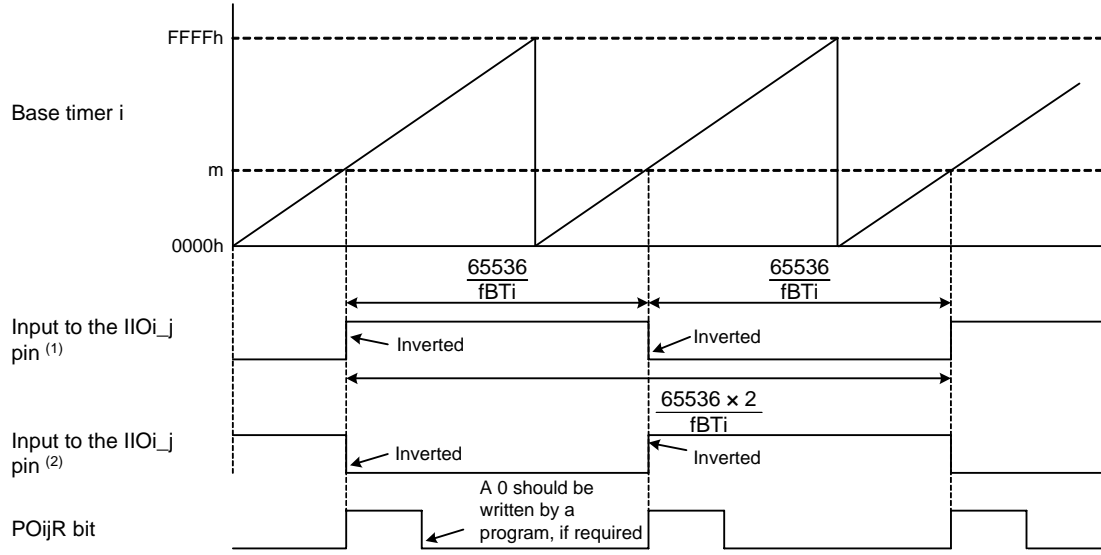 FFFFh
Base timer i
m
0000h
65536
fBTi
65536
fBTi
Input to the IIOi_j
pin (1)
Inverted
Inverted
65536 × 2
fBTi
Input to the IIOi_j
pin (2)
Inverted
Inverted
A 0 should be
written by a
program, if required
POijR bit